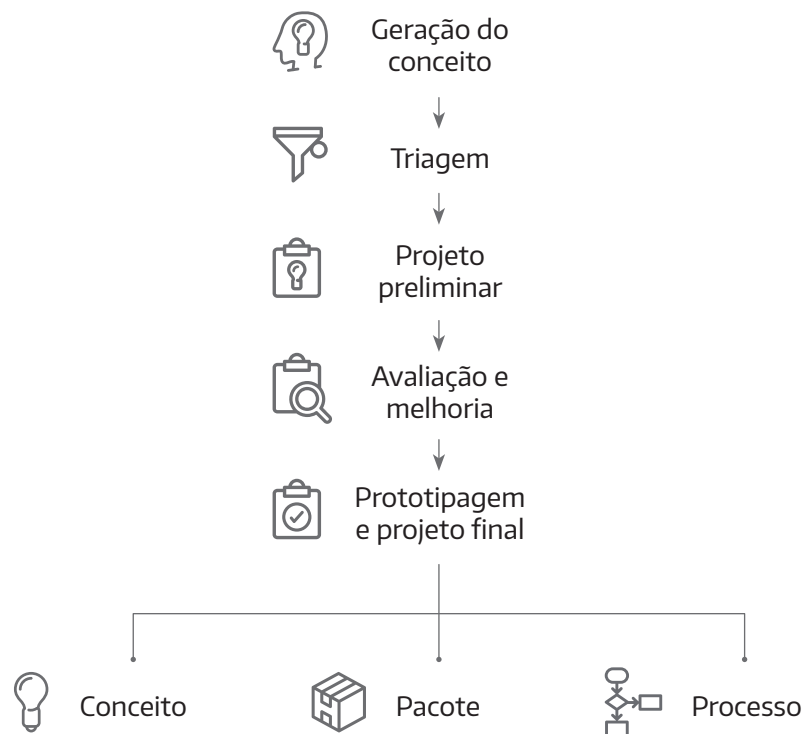 Geração do
conceito
Triagem
Projeto
preliminar
Avaliação e
melhoria
Prototipagem
e projeto final
Conceito
Pacote
Processo